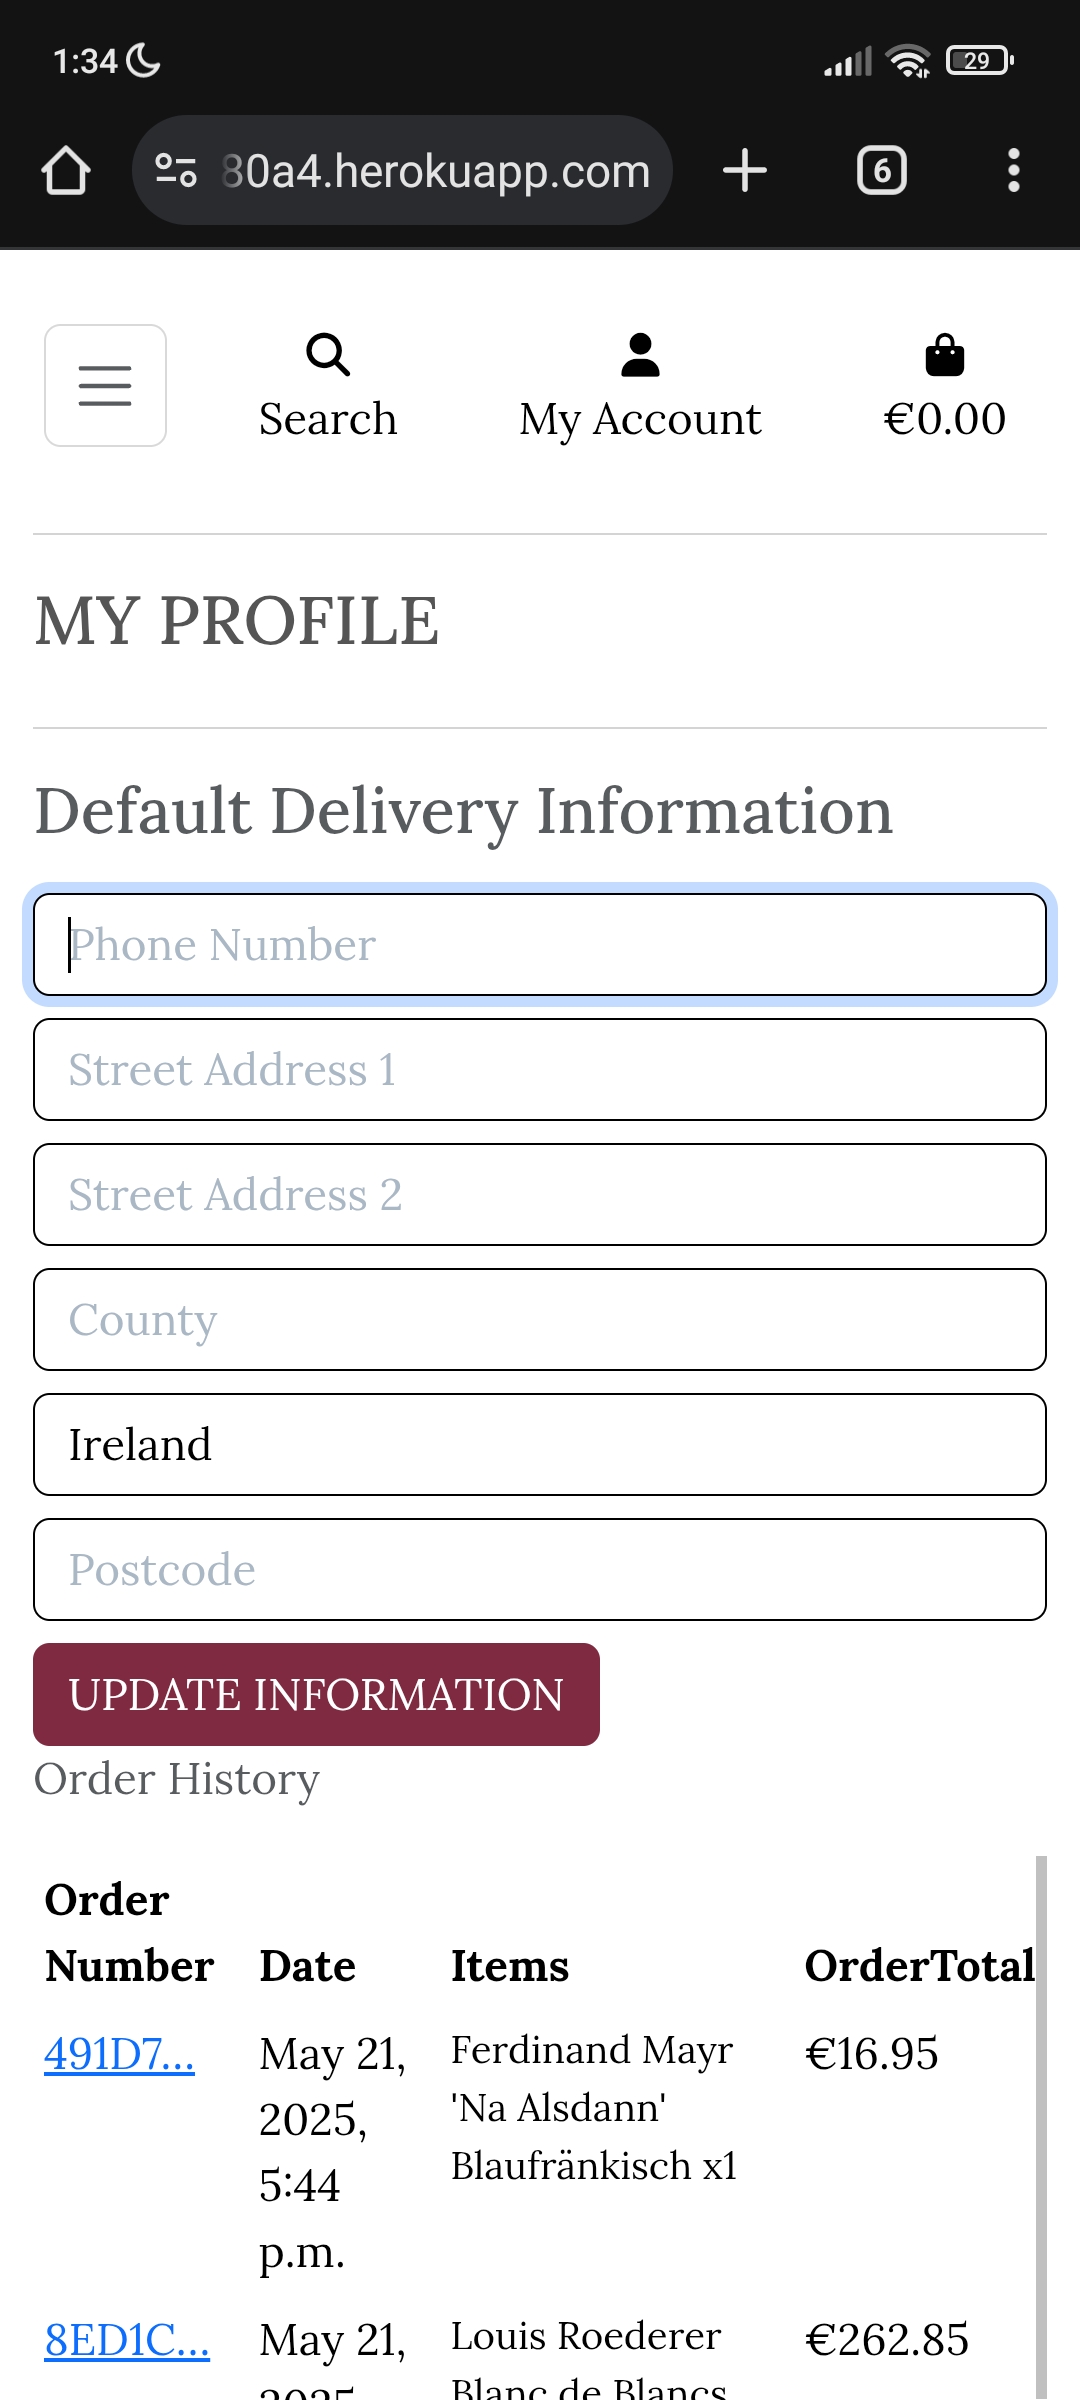 1:34
29
80a4.herokuapp.com
6
Search
My Account
€0.00
MY PROFILE
Default Delivery Information
Phone Number
Street Address 1
Street Address 2
County
Ireland
Postcode
UPDATE INFORMATION
Order History
Order
Number Date Items OrderTotal
491D7... May 21, Ferdinand Mayr €16.95
2025, 'Na Alsdann'
5:44 Blaufränkisch x1
p.m.
8ED1C... May 21, Louis Roederer €262.85
2025, Blanc de Blancs